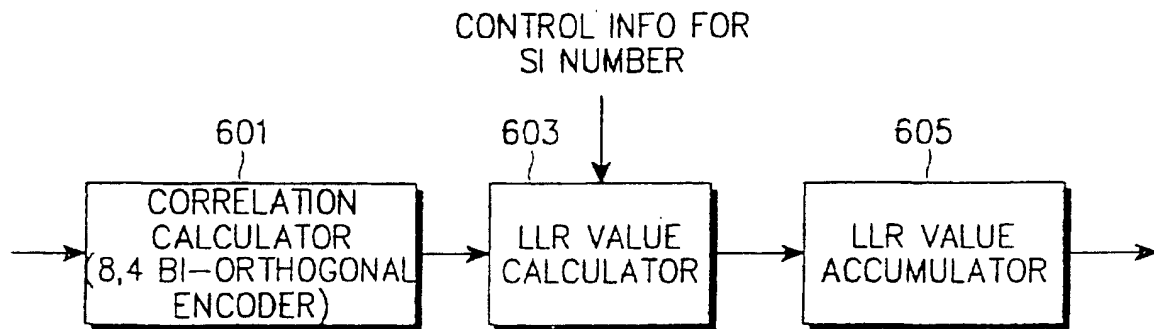 CONTROL INFO FOR
SI NUMBER
601
603
605
CORRELATION
CALCULATOR
(8,4 BI-ORTHOGONAL
ENCODER)
LLR VALUE
CALCULATOR
LLR VALUE
ACCUMULATOR